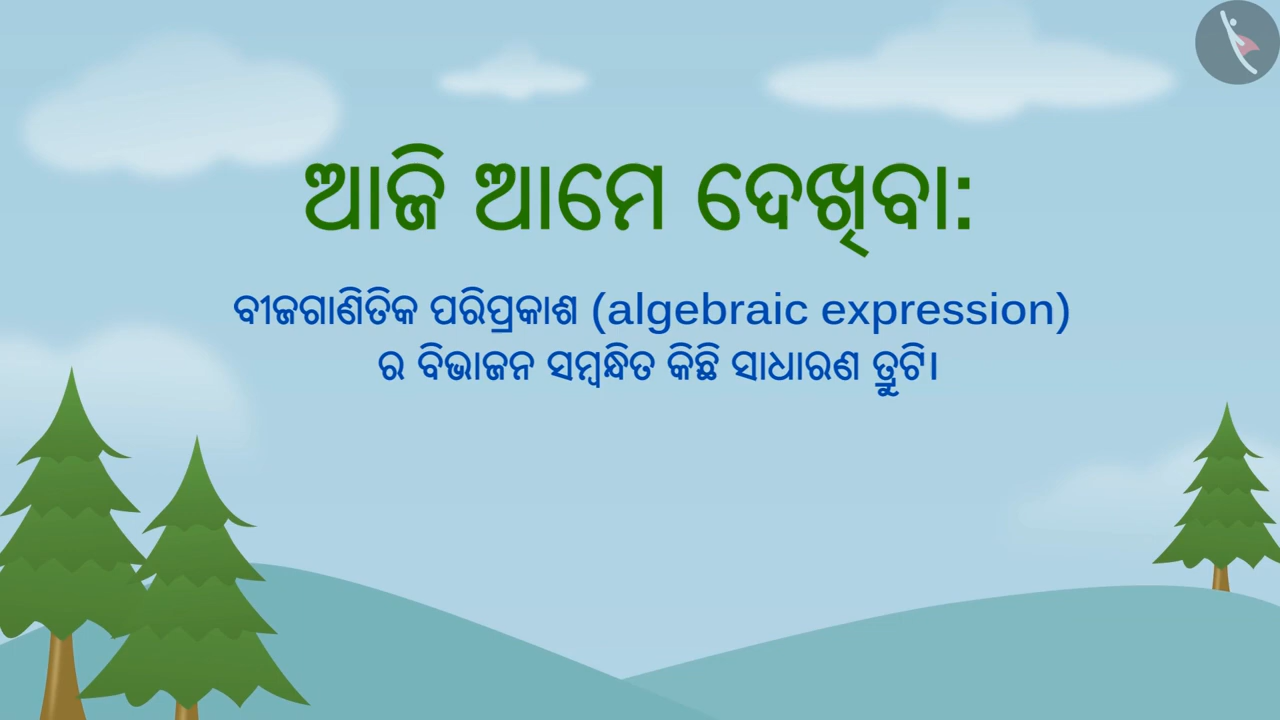 ଆଜି ଆମେ ଦେଖିବା:
ବୀଜଗାଣିତିକ ପରିପ୍ରକାଶ (algebraic expression)
ର ବିଭାଜନ ସମ୍ବନ୍ଧିତ କିଛି ସାଧାରଣ ତ୍ରୁଟି।